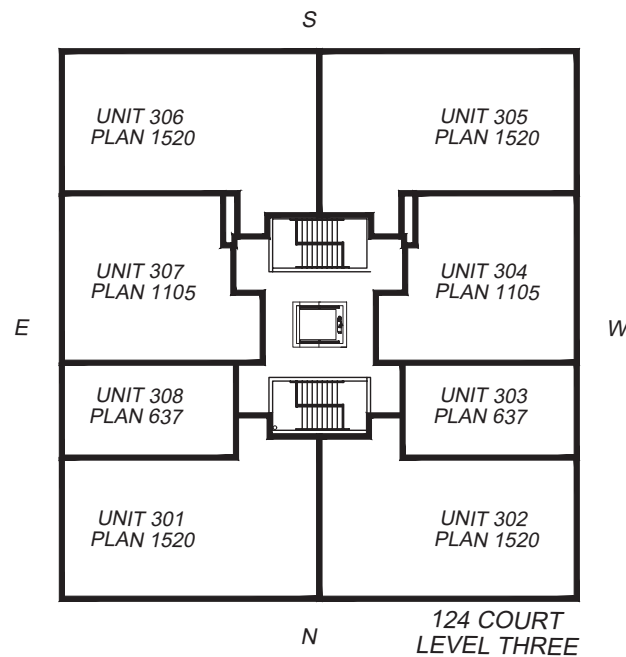 S
UNIT 306
PLAN 1520
UNIT 305
PLAN 1520
UNIT 307
PLAN 1105
UNIT 304
PLAN 1105
E
W
UNIT 308
PLAN 637
UNIT 303
PLAN 637
UNIT 301
PLAN 1520
UNIT 302
PLAN 1520
N
124 COURT
LEVEL THREE